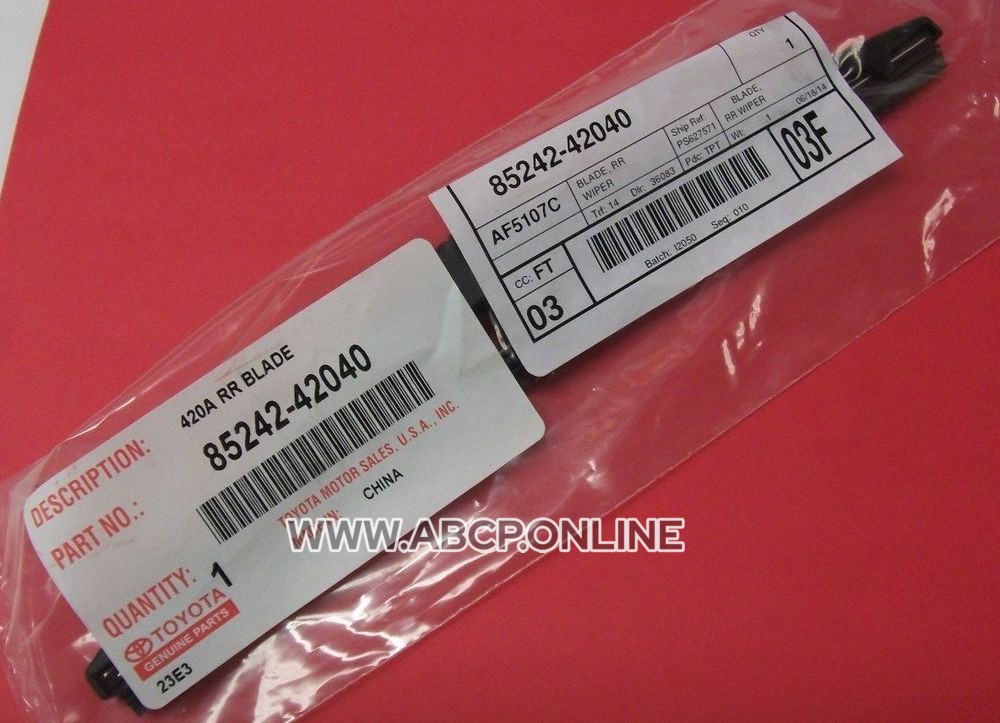 QTY
1
85242-42040
AF5107C
BLADE, RR
WIPER
Ship Ref:
PS627571
BLADE,
RR WIPER
Trf: 14 Dlr: 36083 Pdc: TPT Wt: 1 06/18/14
CC: FT
03
03F
Batch: I2050 Seq: 010
DESCRIPTION: 420A RR BLADE
PART NO.: 85242-42040
TOYOTA MOTOR SALES, U.S.A., INC.
CHINA
QUANTITY: 1
TOYOTA
GENUINE PARTS
23E3
WWW.ABCP.ONLINE